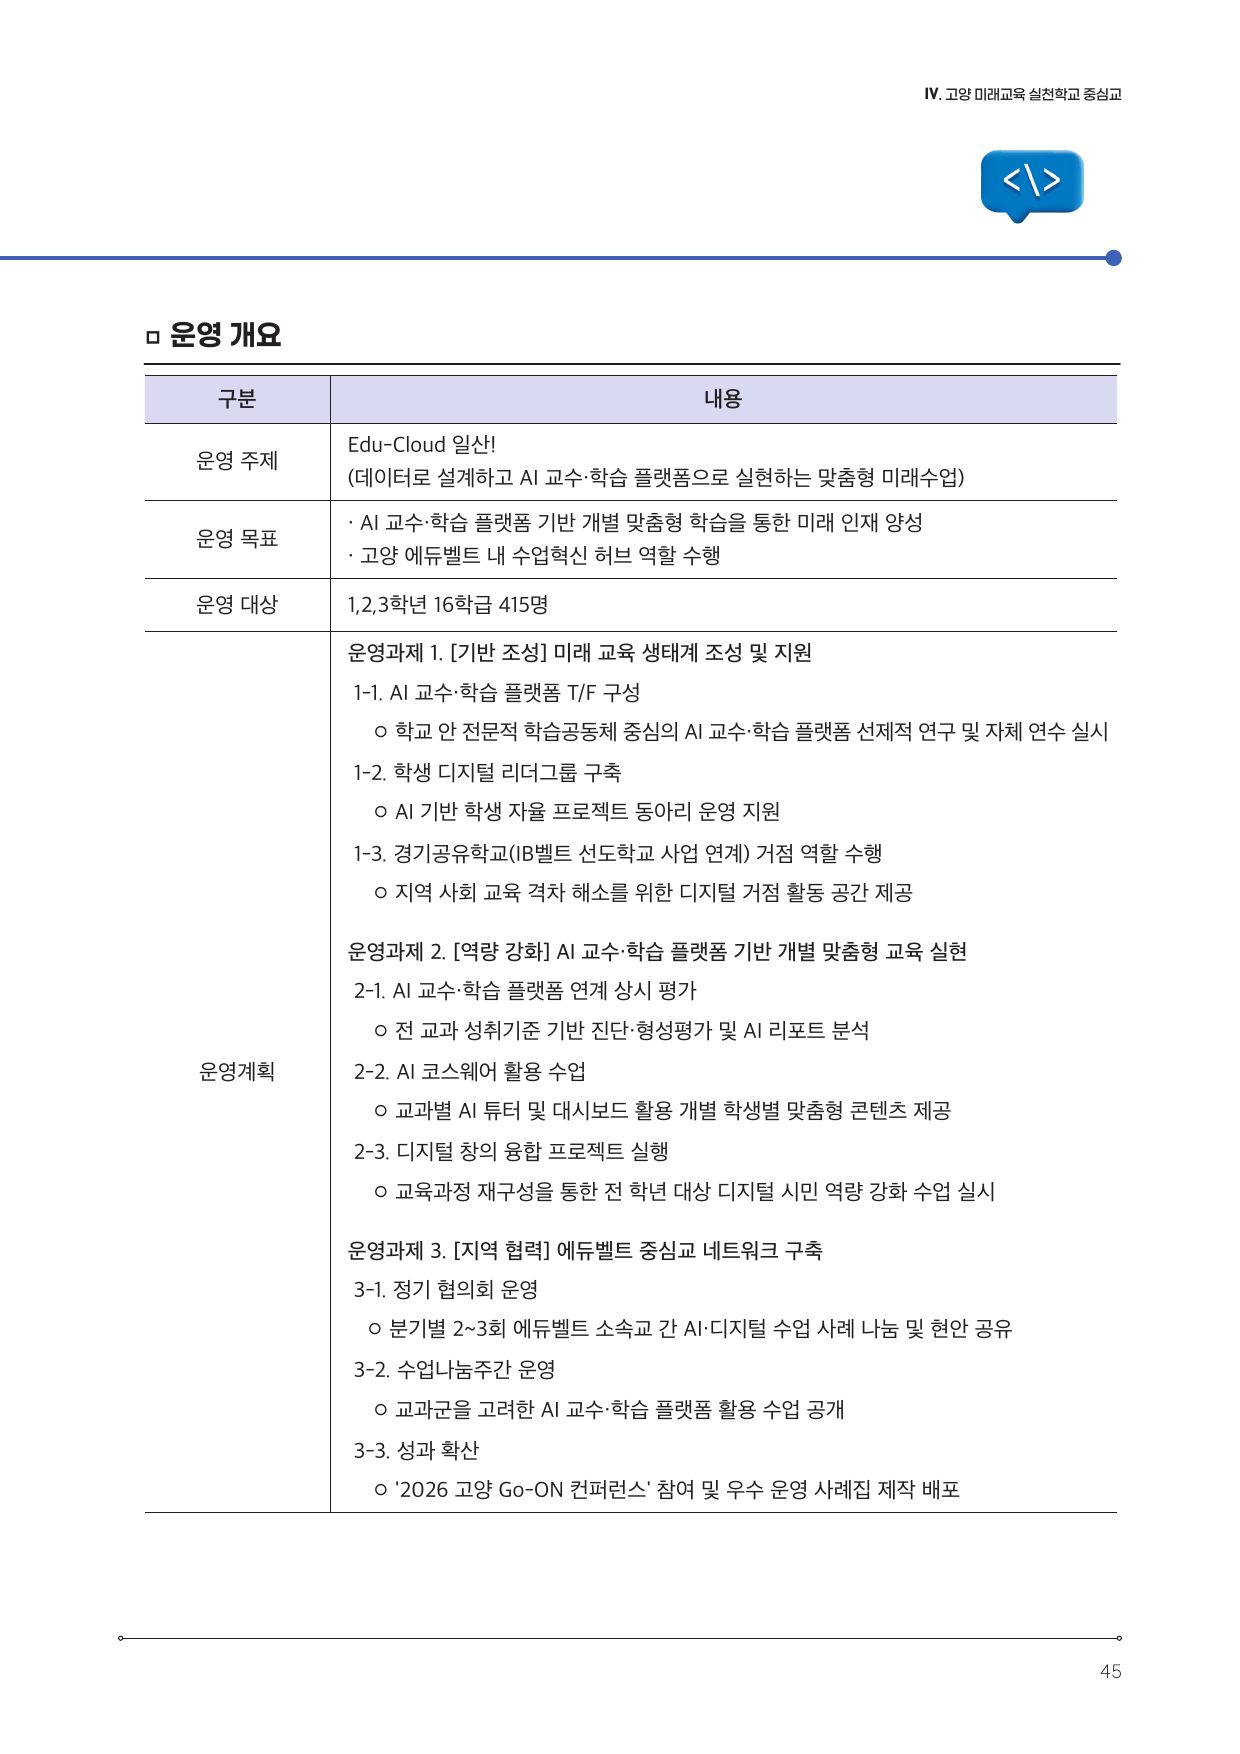 IV. 고양 미래교육 실천학교 중심교
<\>
운영 개요
구분 내용
운영 주제
Edu-Cloud 일산!
(데이터로 설계하고 AI 교수·학습 플랫폼으로 실현하는 맞춤형 미래수업)
운영 목표
· AI 교수·학습 플랫폼 기반 개별 맞춤형 학습을 통한 미래 인재 양성
· 고양 에듀벨트 내 수업혁신 허브 역할 수행
운영 대상 1,2,3학년 16학급 415명
운영계획
운영과제 1. [기반 조성] 미래 교육 생태계 조성 및 지원
1-1. AI 교수·학습 플랫폼 T/F 구성
ㅇ 학교 안 전문적 학습공동체 중심의 AI 교수·학습 플랫폼 선제적 연구 및 자체 연수 실시
1-2. 학생 디지털 리더그룹 구축
ㅇ AI 기반 학생 자율 프로젝트 동아리 운영 지원
1-3. 경기공유학교(IB벨트 선도학교 사업 연계) 거점 역할 수행
ㅇ 지역 사회 교육 격차 해소를 위한 디지털 거점 활동 공간 제공
운영과제 2. [역량 강화] AI 교수·학습 플랫폼 기반 개별 맞춤형 교육 실현
2-1. AI 교수·학습 플랫폼 연계 상시 평가
ㅇ 전 교과 성취기준 기반 진단·형성평가 및 AI 리포트 분석
2-2. AI 코스웨어 활용 수업
ㅇ 교과별 AI 튜터 및 대시보드 활용 개별 학생별 맞춤형 콘텐츠 제공
2-3. 디지털 창의 융합 프로젝트 실행
ㅇ 교육과정 재구성을 통한 전 학년 대상 디지털 시민 역량 강화 수업 실시
운영과제 3. [지역 협력] 에듀벨트 중심교 네트워크 구축
3-1. 정기 협의회 운영
ㅇ 분기별 2~3회 에듀벨트 소속교 간 AI·디지털 수업 사례 나눔 및 현안 공유
3-2. 수업나눔주간 운영
ㅇ 교과군을 고려한 AI 교수·학습 플랫폼 활용 수업 공개
3-3. 성과 확산
ㅇ '2026 고양 Go-ON 컨퍼런스' 참여 및 우수 운영 사례집 제작 배포
45